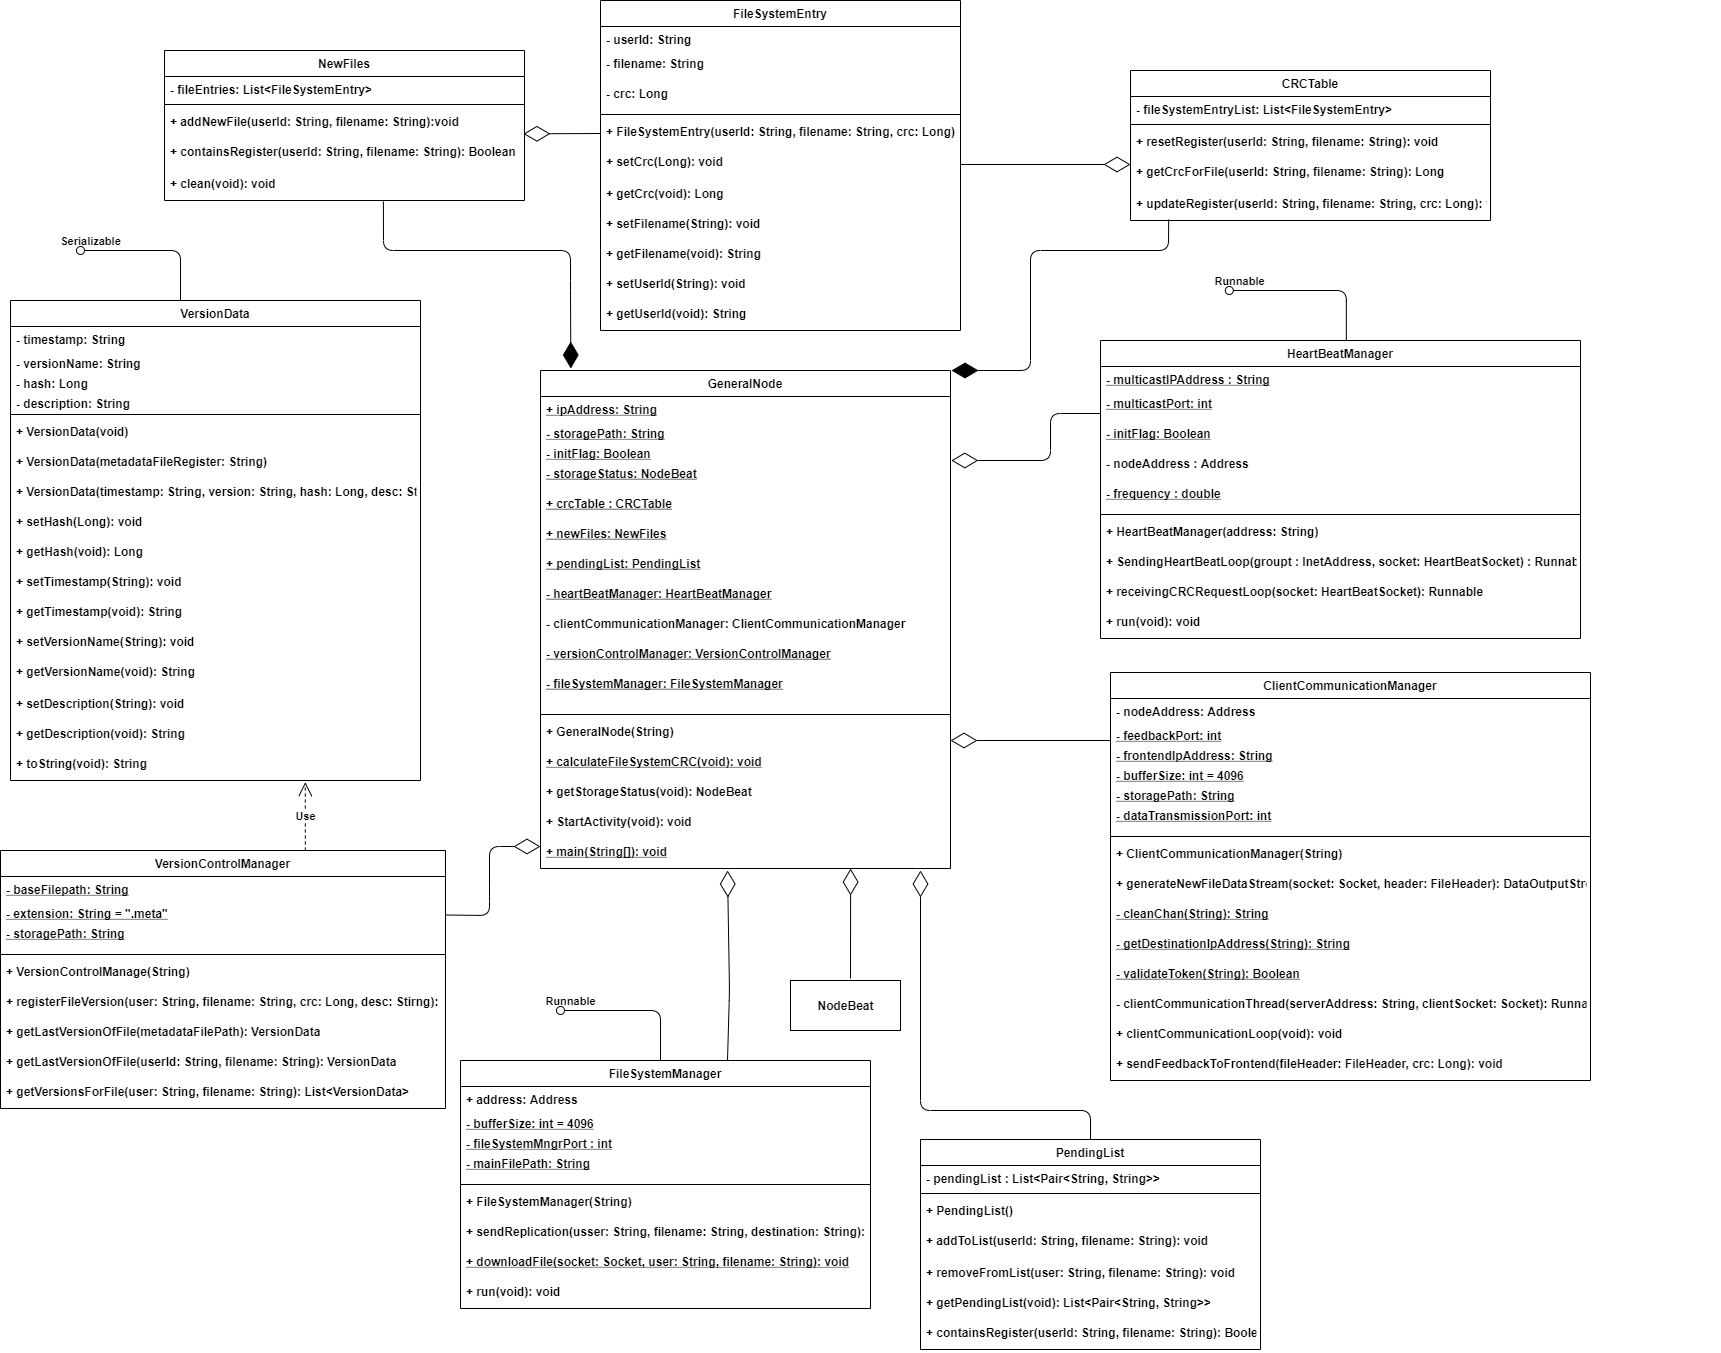 FileSystemEntry
- userId: String
- filename: String
- crc: Long
+ FileSystemEntry(userId: String, filename: String, crc: Long)
+ setCrc(Long): void
+ getCrc(void): Long
+ setFilename(String): void
+ getFilename(void): String
+ setUserId(String): void
+ getUserId(void): String
NewFiles
- fileEntries: List<FileSystemEntry>
+ addNewFile(userId: String, filename: String):void
+ containsRegister(userId: String, filename: String): Boolean
+ clean(void): void
CRCTable
- fileSystemEntryList: List<FileSystemEntry>
+ resetRegister(userId: String, filename: String): void
+ getCrcForFile(userId: String, filename: String): Long
+ updateRegister(userId: String, filename: String, crc: Long):
Serializable
VersionData
- timestamp: String
- versionName: String
- hash: Long
- description: String
+ VersionData(void)
+ VersionData(metadataFileRegister: String)
+ VersionData(timestamp: String, version: String, hash: Long, desc: St
+ setHash(Long): void
+ getHash(void): Long
+ setTimestamp(String): void
+ getTimestamp(void): String
+ setVersionName(String): void
+ getVersionName(void): String
+ setDescription(String): void
+ getDescription(void): String
+ toString(void): String
Use
GeneralNode
+ ipAddress: String
- storagePath: String
- initFlag: Boolean
- storageStatus: NodeBeat
+ crcTable : CRCTable
+ newFiles: NewFiles
+ pendingList: PendingList
- heartBeatManager: HeartBeatManager
- clientCommunicationManager: ClientCommunicationManager
- versionControlManager: VersionControlManager
- fileSystemManager: FileSystemManager
+ GeneralNode(String)
+ calculateFileSystemCRC(void): void
+ getStorageStatus(void): NodeBeat
+ StartActivity(void): void
+ main(String[]): void
Runnable
HeartBeatManager
- multicastIPAddress : String
- multicastPort: int
- initFlag: Boolean
- nodeAddress : Address
- frequency : double
+ HeartBeatManager(address: String)
+ SendingHeartBeatLoop(groupt : InetAddress, socket: HeartBeatSocket) : Runnab
+ receivingCRCRequestLoop(socket: HeartBeatSocket): Runnable
+ run(void): void
ClientCommunicationManager
- nodeAddress: Address
- feedbackPort: int
- frontendIpAddress: String
- bufferSize: int = 4096
- storagePath: String
- dataTransmissionPort: int
+ ClientCommunicationManager(String)
+ generateNewFileDataStream(socket: Socket, header: FileHeader): DataOutputStre
- cleanChan(String): String
- getDestinationIpAddress(String): String
- validateToken(String): Boolean
- clientCommunicationThread(serverAddress: String, clientSocket: Socket): Runna
+ clientCommunicationLoop(void): void
+ sendFeedbackToFrontend(fileHeader: FileHeader, crc: Long): void
VersionControlManager
- baseFilepath: String
- extension: String = ".meta"
- storagePath: String
+ VersionControlManage(String)
+ registerFileVersion(user: String, filename: String, crc: Long, desc: Stirng):
+ getLastVersionOfFile(metadataFilePath): VersionData
+ getLastVersionOfFile(userId: String, filename: String): VersionData
+ getVersionsForFile(user: String, filename: String): List<VersionData>
NodeBeat
Runnable
FileSystemManager
+ address: Address
- bufferSize: int = 4096
- fileSystemMngrPort : int
- mainFilePath: String
+ FileSystemManager(String)
+ sendReplication(usser: String, filename: String, destination: String):
+ downloadFile(socket: Socket, user: String, filename: String): void
+ run(void): void
PendingList
- pendingList : List<Pair<String, String>>
+ PendingList()
+ addToList(userId: String, filename: String): void
+ removeFromList(user: String, filename: String): void
+ getPendingList(void): List<Pair<String, String>>
+ containsRegister(userId: String, filename: String): Boole